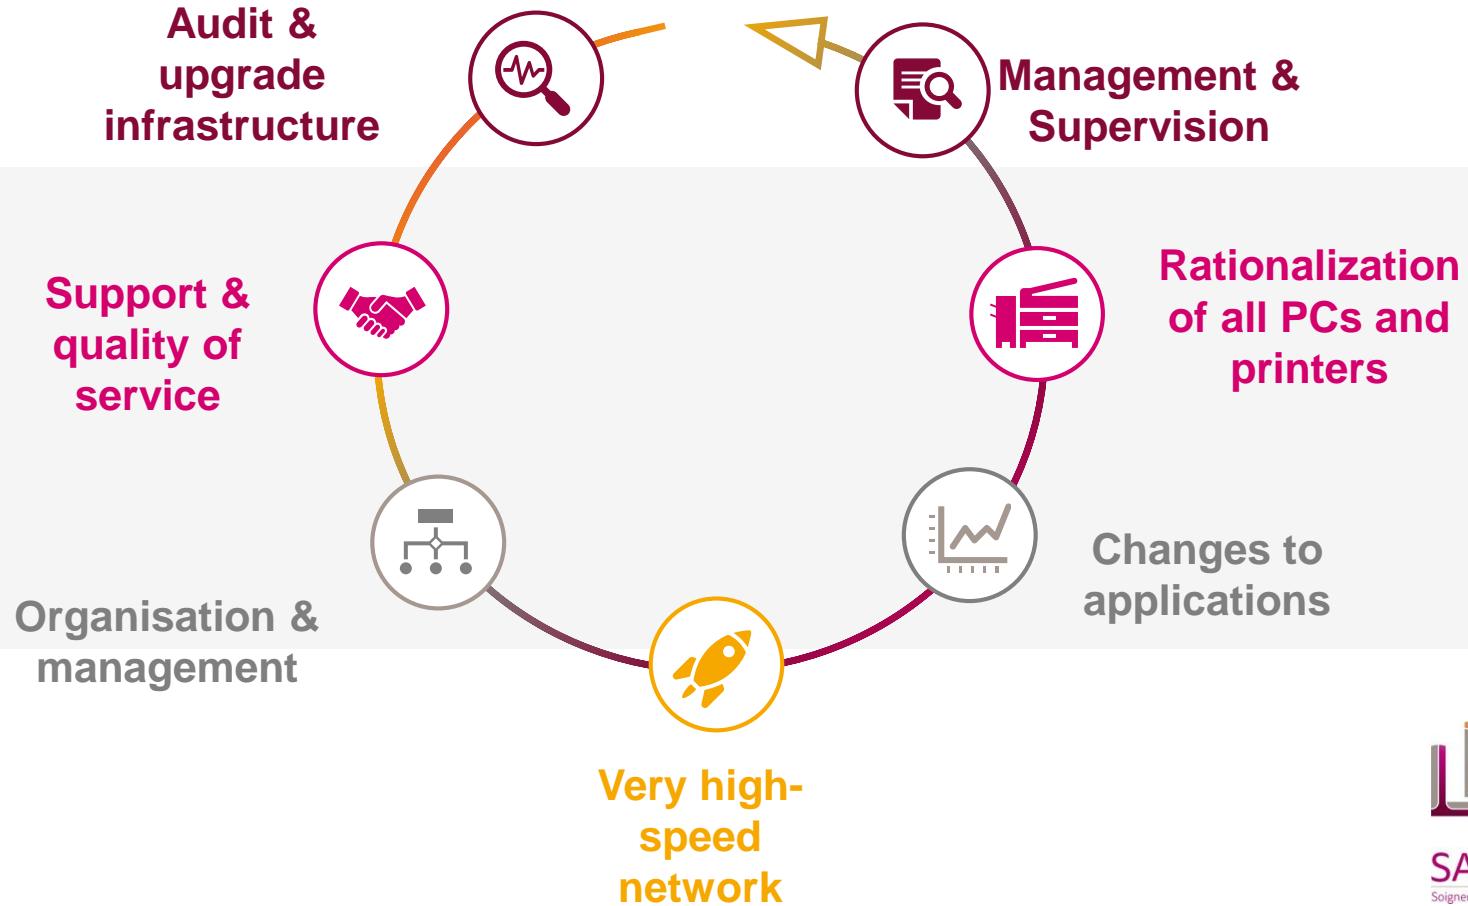 Audit &
upgrade
infrastructure
Management &
Supervision
Support &
quality of
service
Rationalization
of all PCs and
printers
Organisation &
management
Changes to
applications
Very high-
speed
network